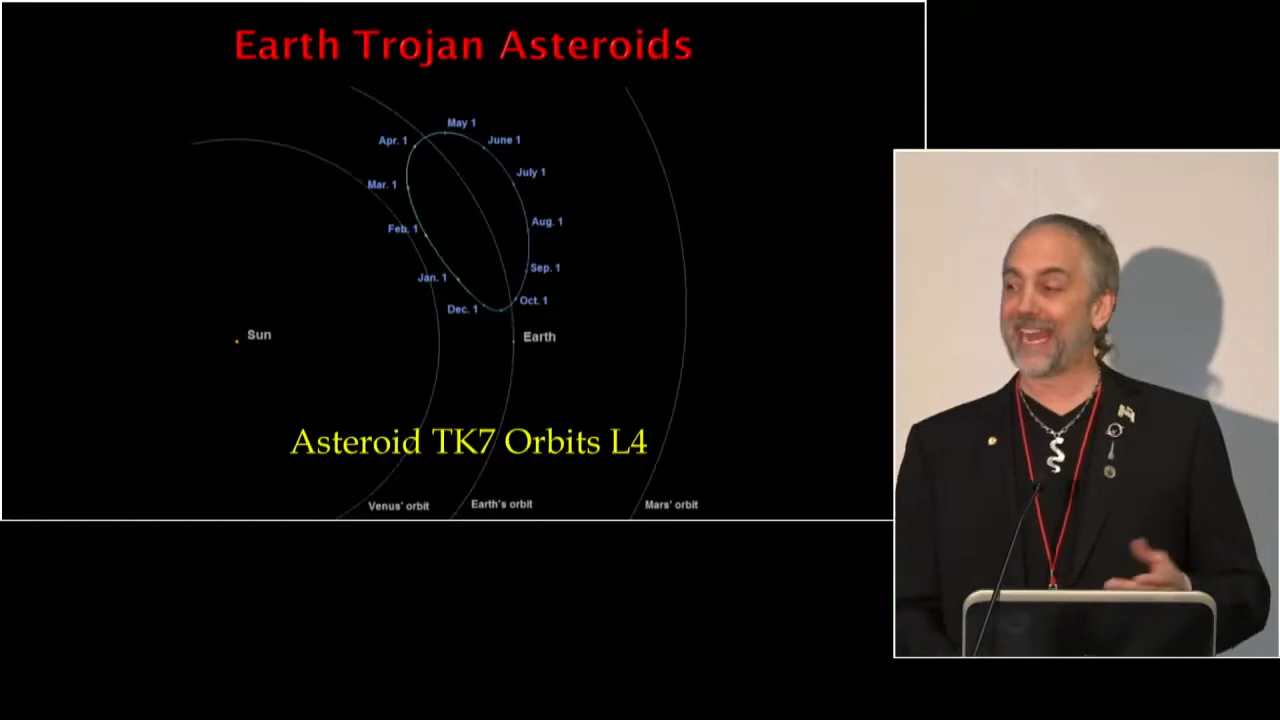 Earth Trojan Asteroids
May 1
Apr. 1
June 1
July 1
Mar. 1
Aug. 1
Feb. 1
Sep. 1
Jan. 1
Oct. 1
Dec. 1
Sun
Earth
Asteroid TK7 Orbits L4
Venus' orbit
Earth's orbit
Mars' orbit